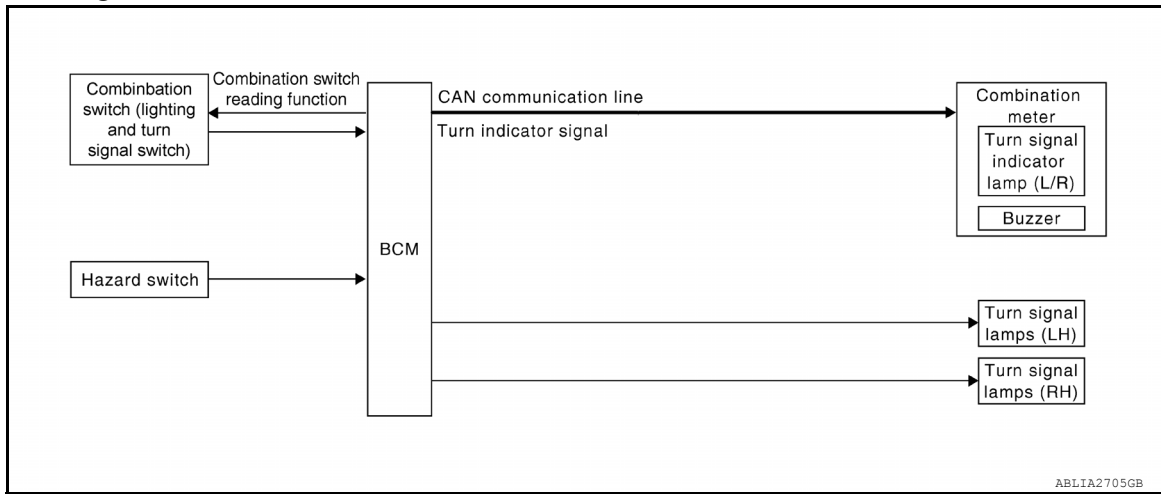 Combinbation
switch (lighting
and turn
signal switch)
Combination switch
reading function
BCM
CAN communication line
Turn indicator signal
Combination
meter
Turn signal
indicator
lamp (L/R)
Buzzer
Hazard switch
Turn signal
lamps (LH)
Turn signal
lamps (RH)
ABLIA2705GB